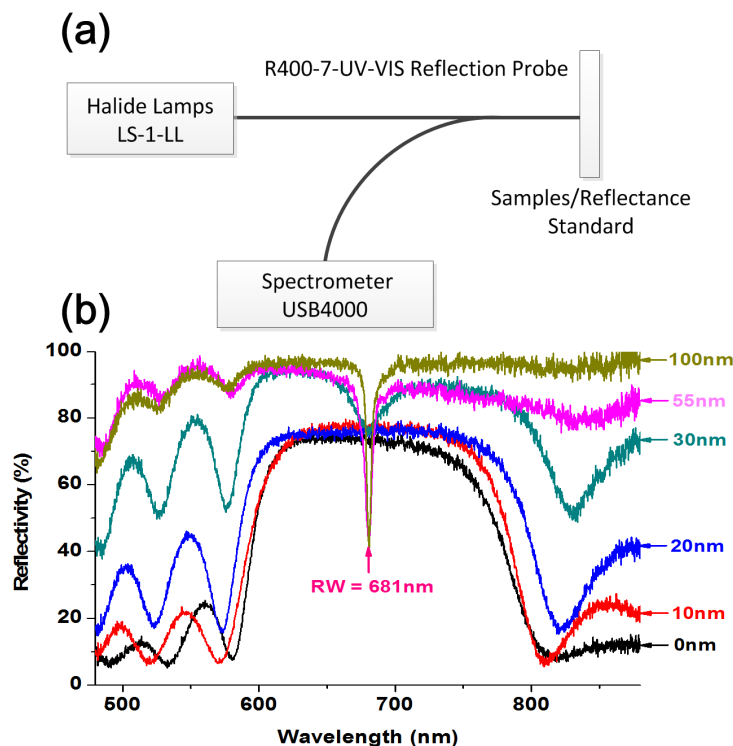 (a)
R400-7-UV-VIS Reflection Probe
Halide Lamps
LS-1-LL
Samples/Reflectance
Standard
Spectrometer
USB4000
(b)
100
80
60
40
20
0
Reflectivity (%)
100nm
55nm
30nm
20nm
10nm
0nm
RW = 681nm
500
600
700
800
Wavelength (nm)